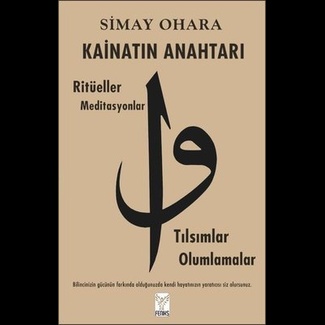 SİMAY OHARA
KAİNATIN ANAHTARI
Ritüeller
Meditasyonlar
و
Tılsımlar
Olumlamalar
Bilincinizin gücünün farkında olduğunuzda kendi hayatınızın yaratıcısı siz olursunuz.